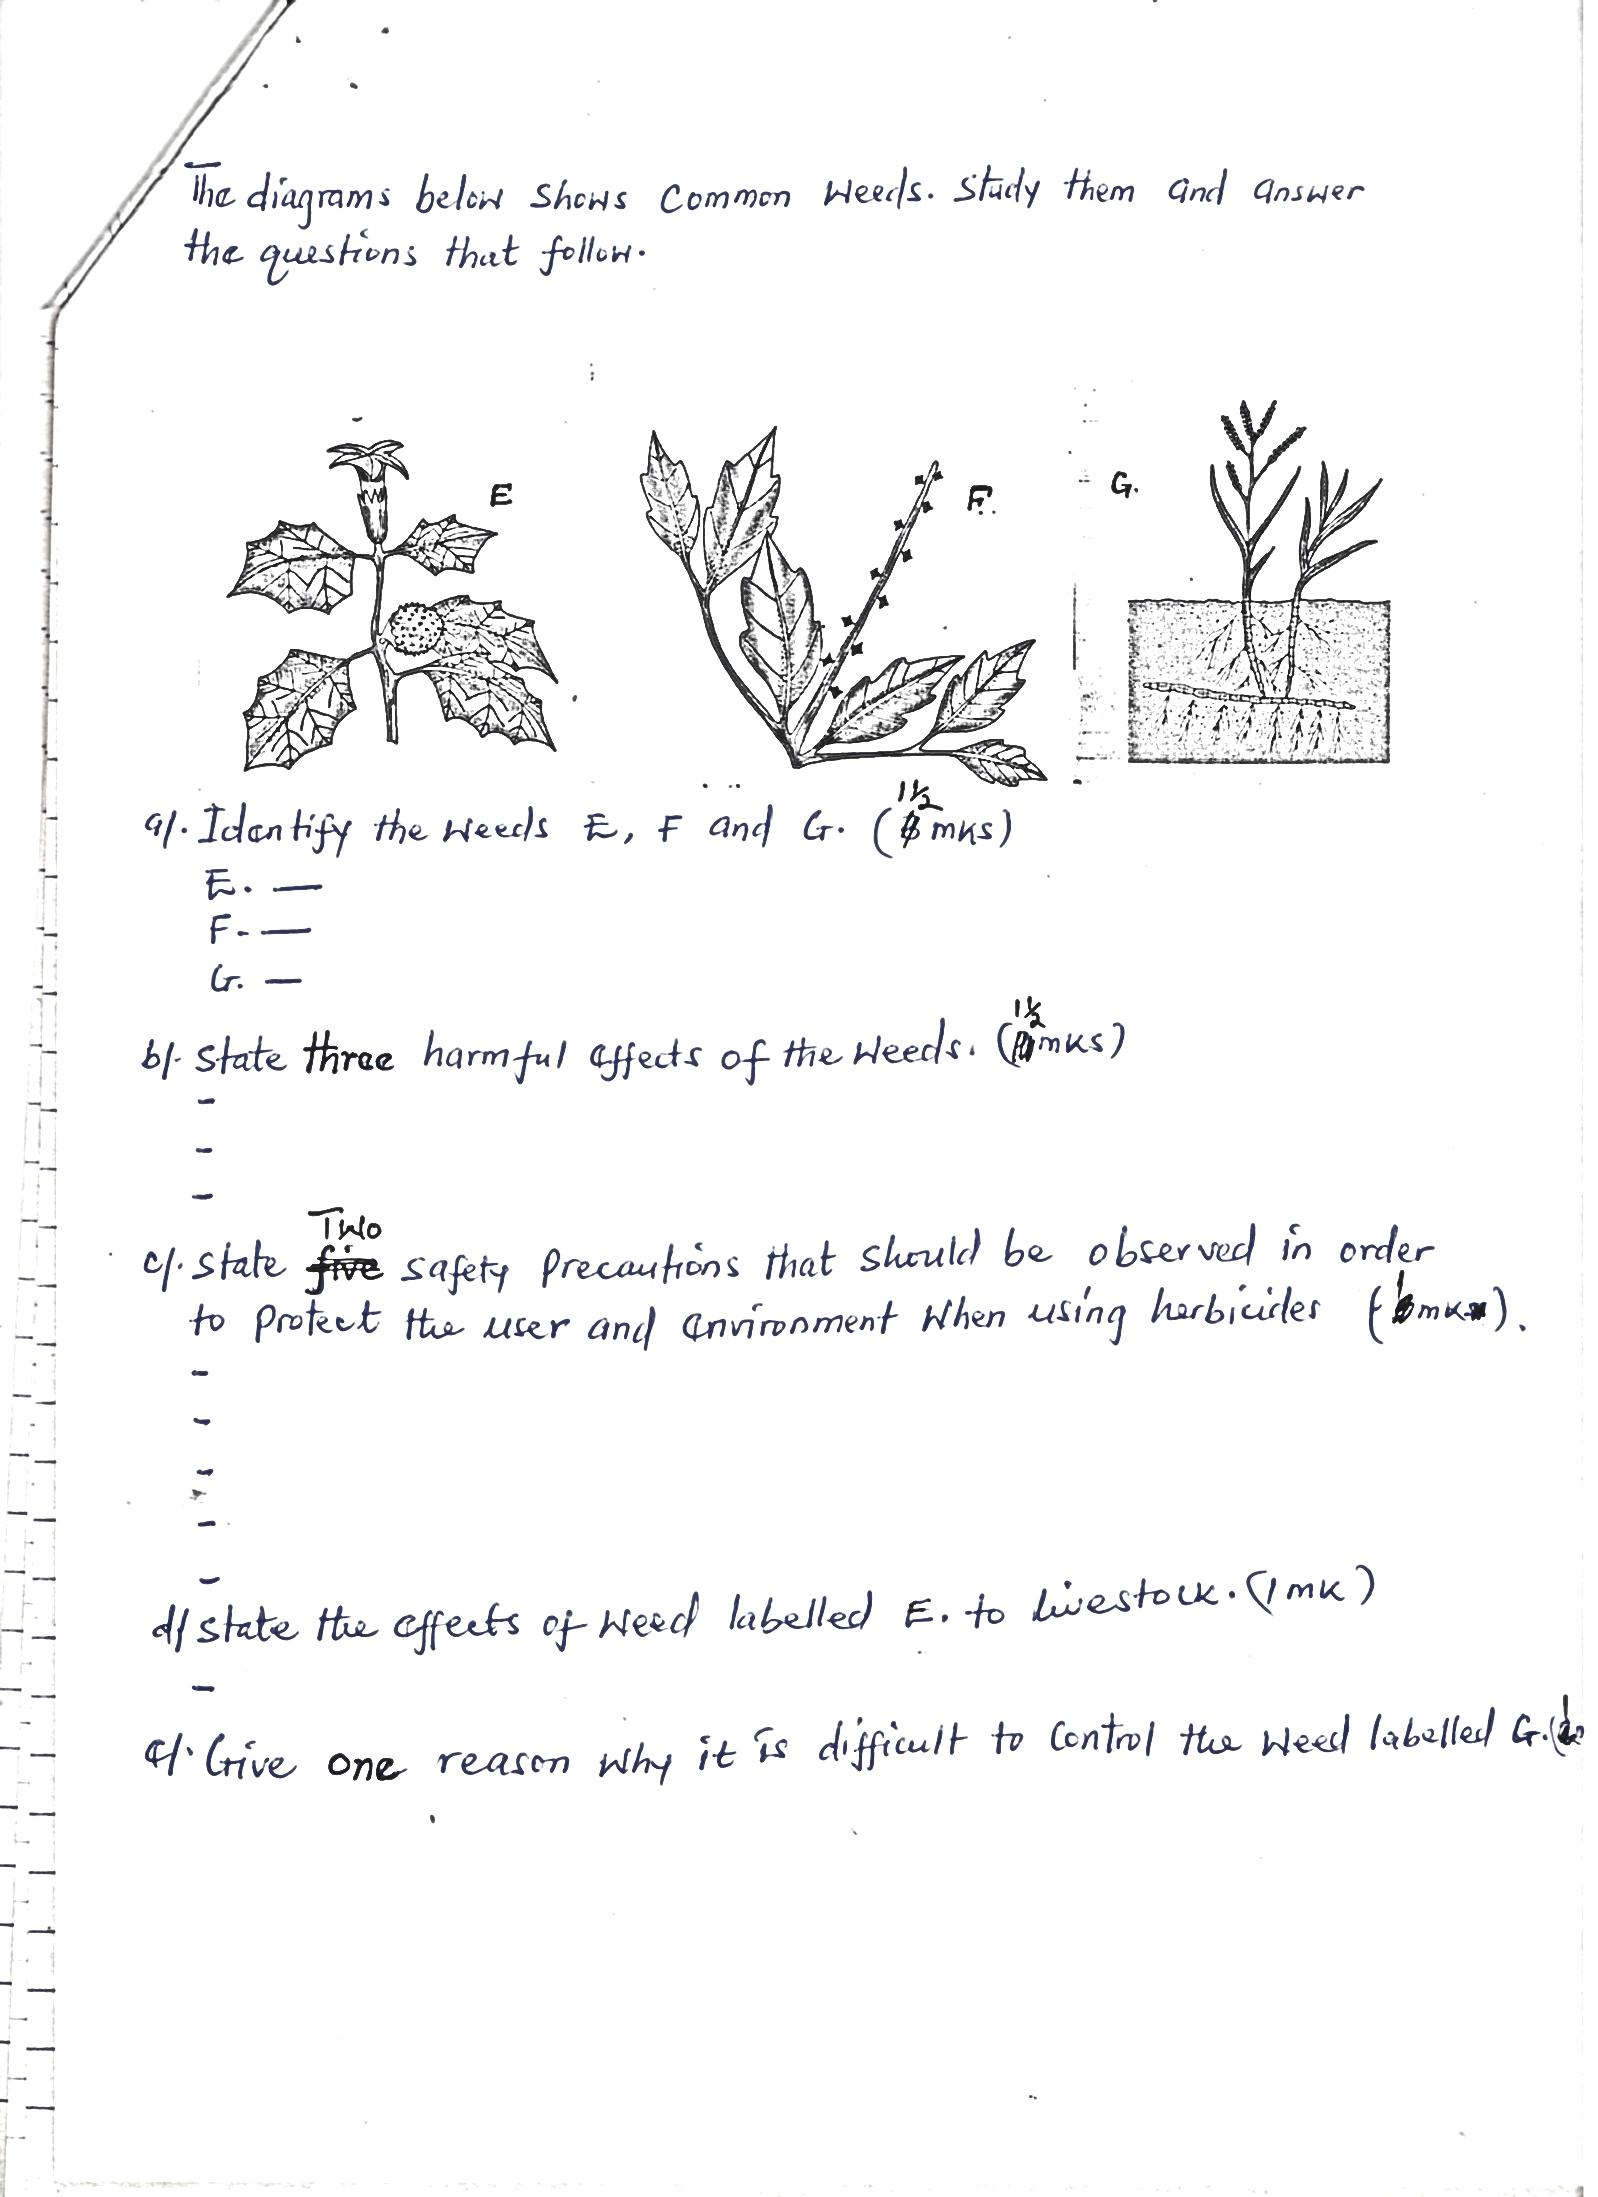 The diagrams below shows common weeds. Study them and answer
the questions that follow.
E
F.
G.
a/. Identify the weeds E, F and G. (1½ mks)
E. —
F. —
G. —
b/. State three harmful effects of the weeds. (1½ mks)
-
-
-
c/. State Two five safety precautions that should be observed in order
to protect the user and environment when using herbicides (1 mk).
-
-
-
-
-
d/ State the effects of weed labelled E. to livestock. (1 mk)
-
e/. Give one reason why it is difficult to control the weed labelled G. (